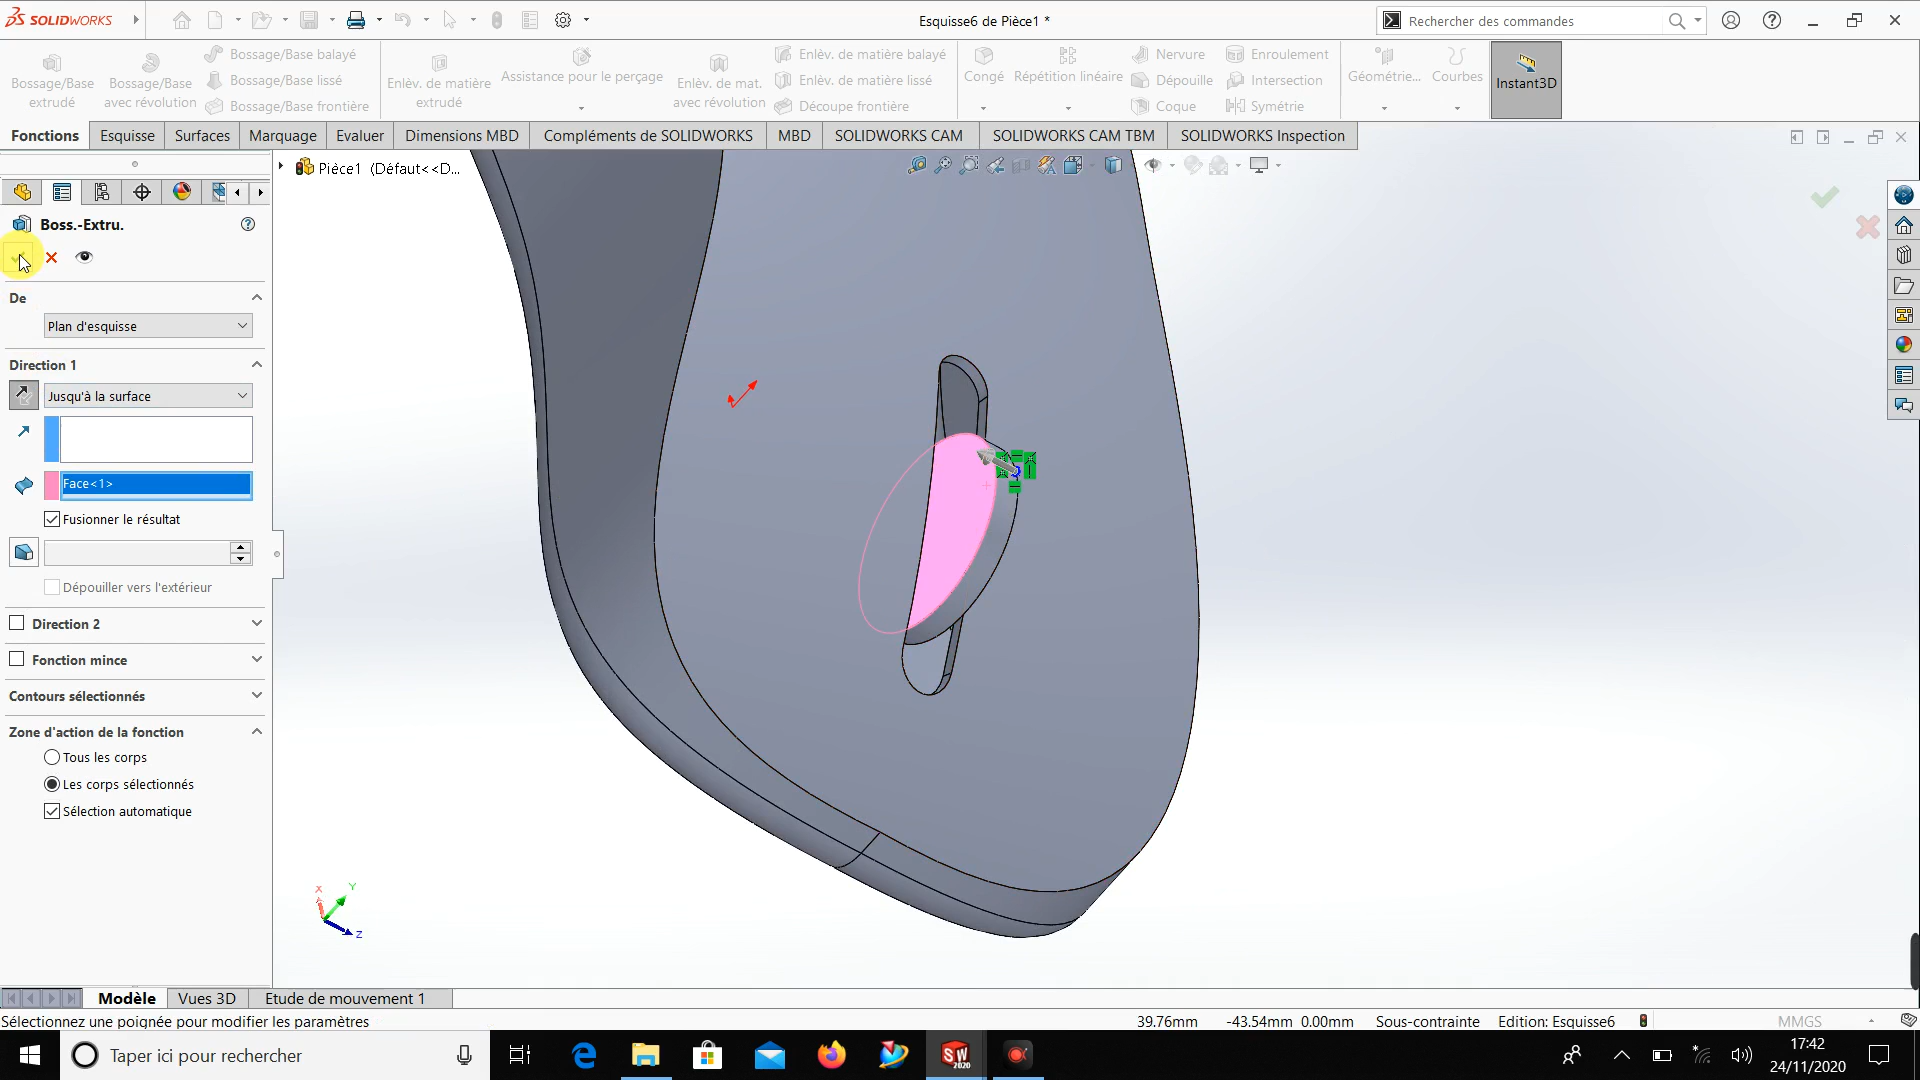 SOLIDWORKS
Esquisse6 de Pièce1 *
Rechercher des commandes
Bossage/Base extrudé
Bossage/Base avec révolution
Bossage/Base balayé
Bossage/Base lissé
Bossage/Base frontière
Enlèv. de matière extrudé
Assistance pour le perçage
Enlèv. de mat. avec révolution
Enlèv. de matière balayé
Enlèv. de matière lissé
Découpe frontière
Congé
Répétition linéaire
Nervure
Dépouille
Coque
Enroulement
Intersection
Symétrie
Géométrie...
Courbes
Instant3D
Fonctions
Esquisse
Surfaces
Marquage
Evaluer
Dimensions MBD
Compléments de SOLIDWORKS
MBD
SOLIDWORKS CAM
SOLIDWORKS CAM TBM
SOLIDWORKS Inspection
Pièce1 (Défaut<<D...
Boss.-Extru.
De
Plan d'esquisse
Direction 1
Jusqu'à la surface
Face<1>
Fusionner le résultat
Dépouiller vers l'extérieur
Direction 2
Fonction mince
Contours sélectionnés
Zone d'action de la fonction
Tous les corps
Les corps sélectionnés
Sélection automatique
X
Y
Z
Modèle
Vues 3D
Etude de mouvement 1
Sélectionnez une poignée pour modifier les paramètres
39.76mm
-43.54mm 0.00mm
Sous-contrainte
Edition: Esquisse6
MMGS
Taper ici pour rechercher
SW
2020
17:42
24/11/2020